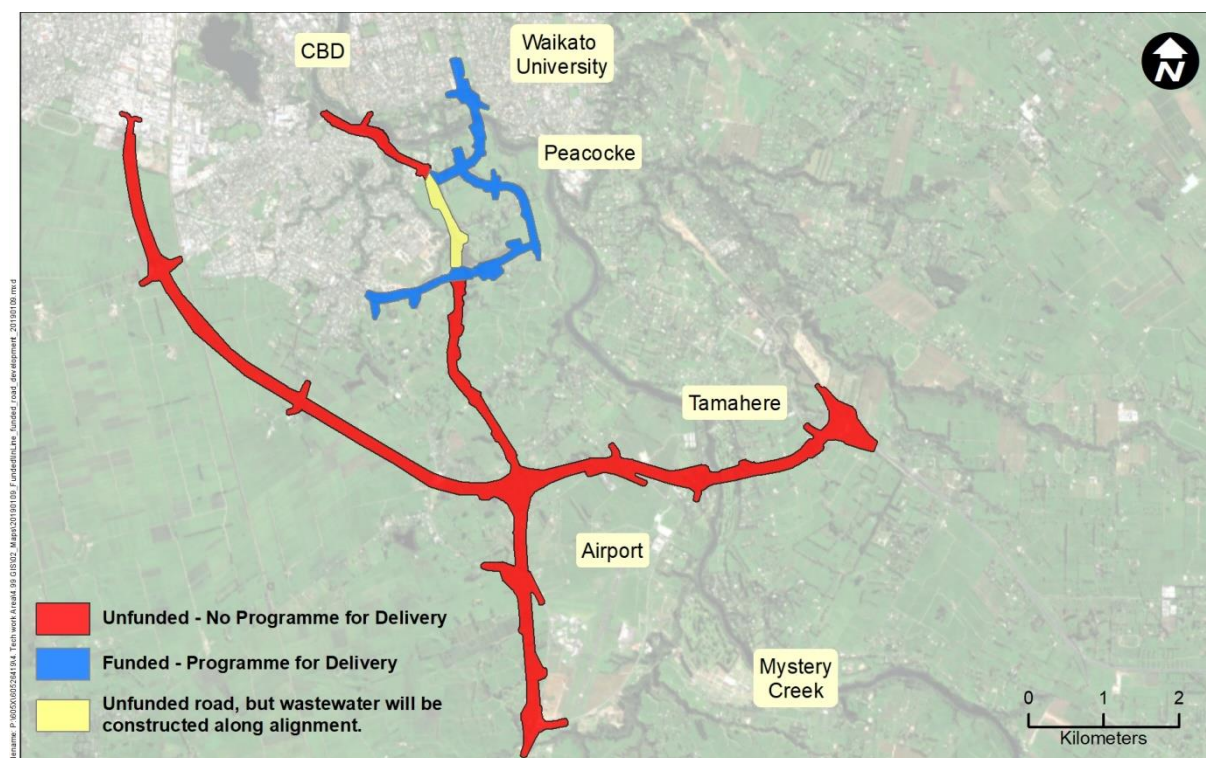 CBD
Waikato
University
N
Peacocke
Tamahere
Airport
Mystery
Creek
Unfunded - No Programme for Delivery
Funded - Programme for Delivery
Unfunded road, but wastewater will be
constructed along alignment.
0 1 2
Kilometers